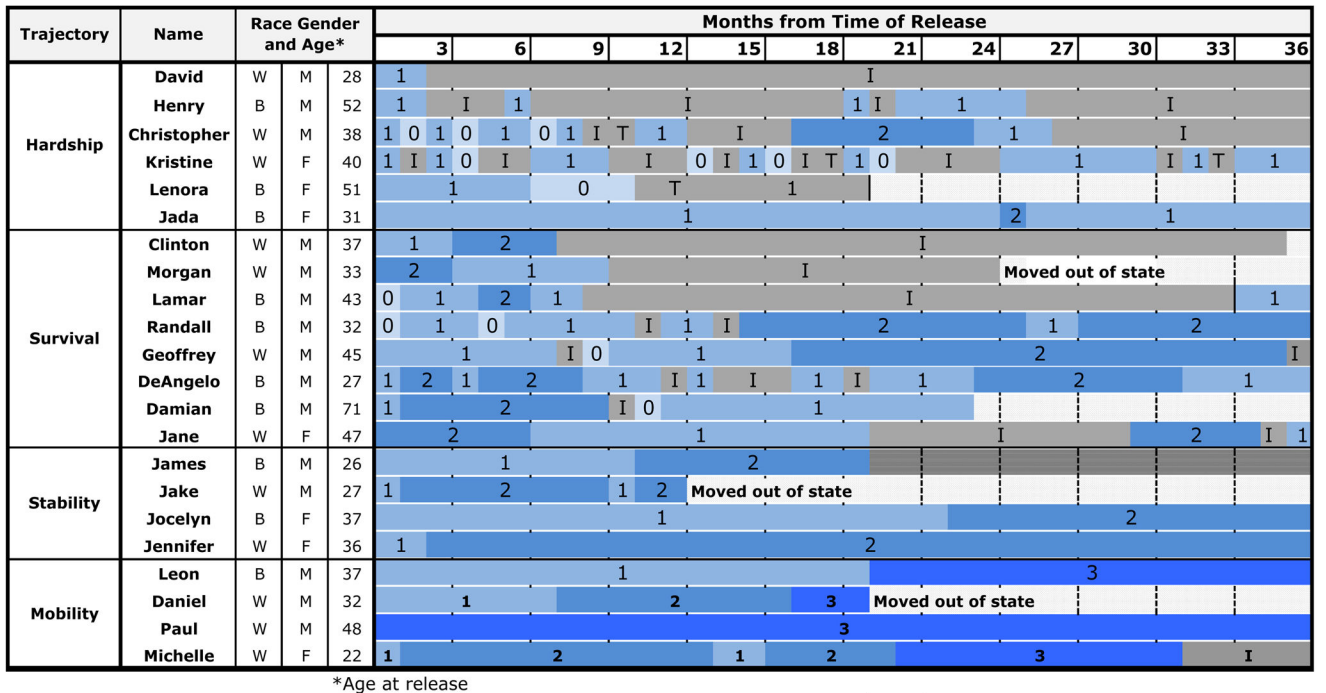 Trajectory Name Race Gender and Age* Months from Time of Release
3 6 9 12 15 18 21 24 27 30 33 36
Hardship
David W M 28 1 I
Henry B M 52 1 I 1 I 1 I 1 I
Christopher W M 38 1 0 1 0 1 0 1 I T 1 I 2 1 I
Kristine W F 40 1 I 1 0 I 1 I 0 I 1 0 I T 1 0 I 1 I 1 T 1
Lenora B F 51 1 0 T 1
Jada B F 31 1 2 1
Survival
Clinton W M 37 1 2 I
Morgan W M 33 2 1 I Moved out of state
Lamar B M 43 0 1 2 1 I 1
Randall B M 32 0 1 0 1 I 1 I 2 1 2
Geoffrey W M 45 1 I 0 1 2 I
DeAngelo B M 27 1 2 1 2 1 I 1 I 1 I 1 2 1
Damian B M 71 1 2 I 0 1
Jane W F 47 2 1 I 2 I 1
Stability
James B M 26 1 2
Jake W M 27 1 2 1 2 Moved out of state
Jocelyn B F 37 1 2
Jennifer W F 36 1 2
Mobility
Leon B M 37 1 3
Daniel W M 32 1 2 3 Moved out of state
Paul W M 48 3
Michelle W F 22 1 2 1 2 3 I
*Age at release